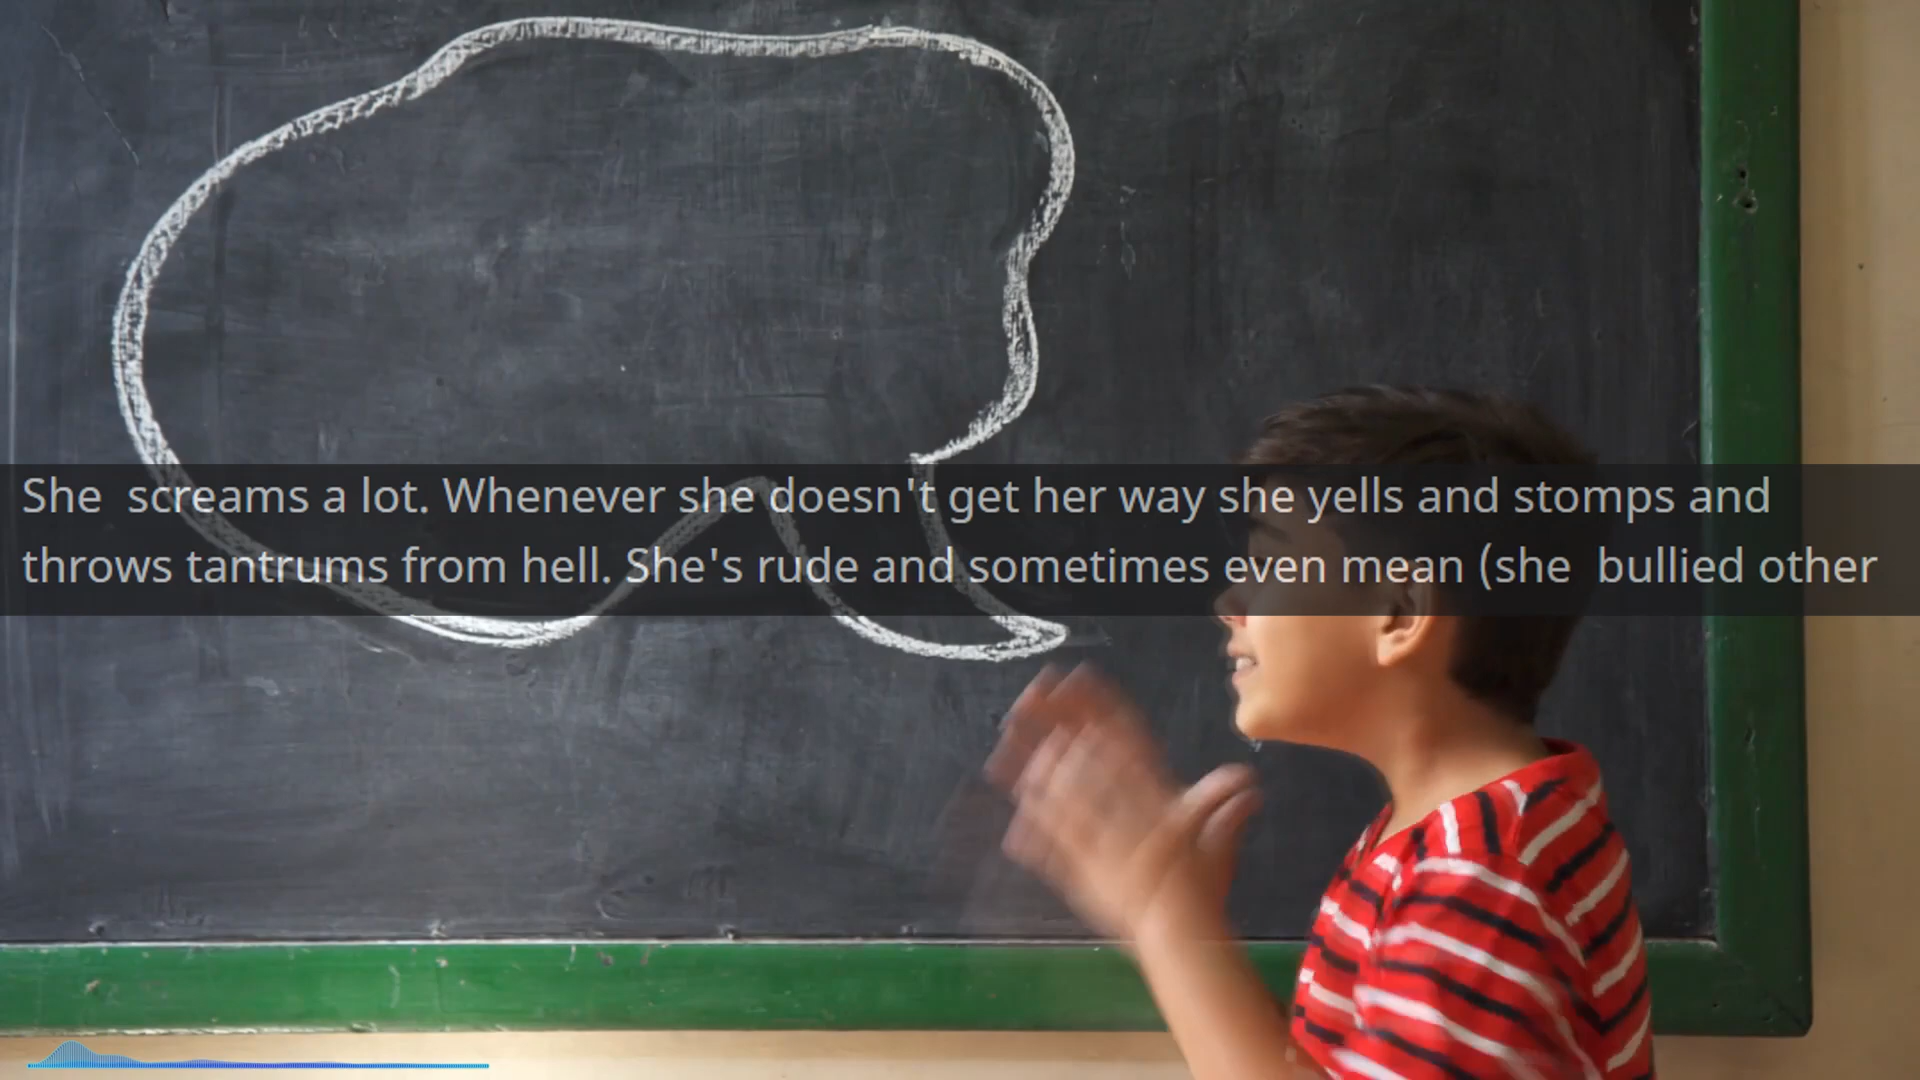 She  screams a lot. Whenever she doesn't get her way she yells and stomps and
throws tantrums from hell. She's rude and sometimes even mean (she  bullied other